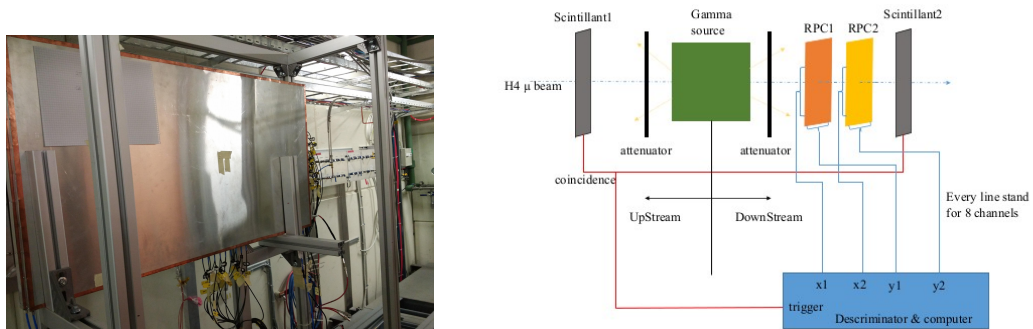 Scintillant1
Gamma
source
RPC1
RPC2
Scintillant2
H4 μ beam
attenuator
attenuator
coincidence
UpStream
DownStream
Every line stand
for 8 channels
x1
x2
y1
y2
trigger
Descriminator & computer